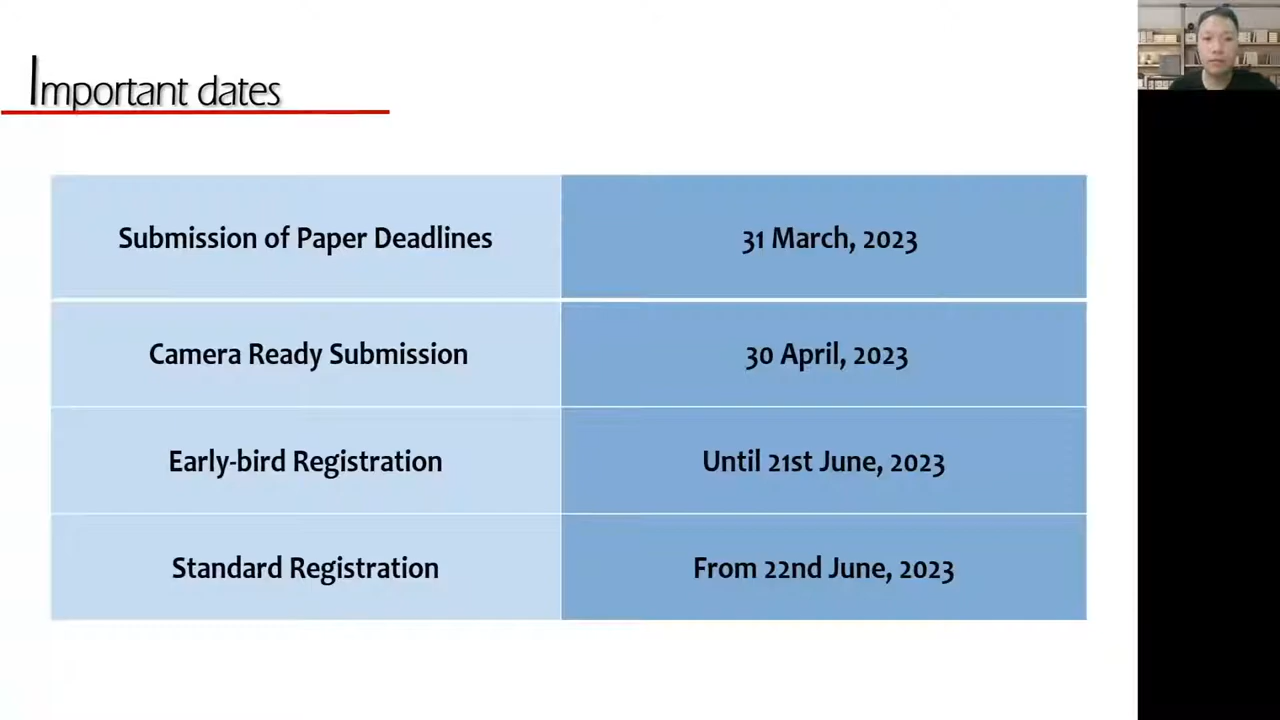 Important dates
Submission of Paper Deadlines
31 March, 2023
Camera Ready Submission
30 April, 2023
Early-bird Registration
Until 21st June, 2023
Standard Registration
From 22nd June, 2023